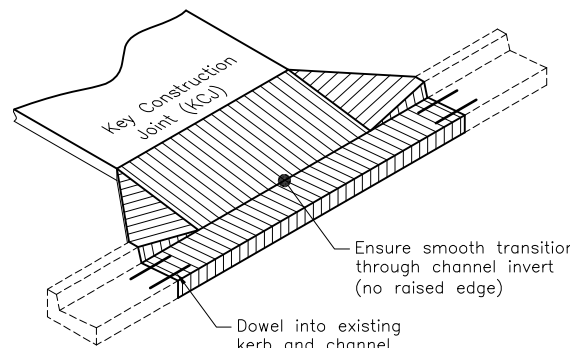 Key Construction
Joint (KCJ)
Ensure smooth transition
through channel invert
(no raised edge)
Dowel into existing
kerb and channel